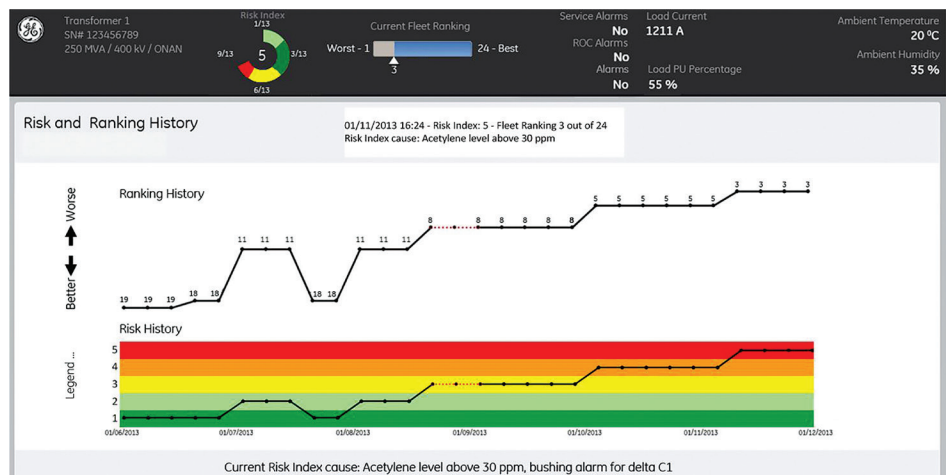 Transformer 1
SN# 123456789
250 MVA / 400 kV / ONAN
Risk Index
1/13
9/13
5
3/13
6/13
Current Fleet Ranking
Worst - 1
24 - Best
3
Service Alarms
No
ROC Alarms
No
Alarms
No
Load Current
1211 A
Load PU Percentage
55 %
Ambient Temperature
20 ºC
Ambient Humidity
35 %
Risk and Ranking History
01/11/2013 16:24 - Risk Index: 5 - Fleet Ranking 3 out of 24
Risk Index cause: Acetylene level above 30 ppm
Ranking History
Better
Worse
19 19 19 18 18 11 11 11 18 18 11 11 11 8 8 8 8 8 8 5 5 5 5 5 5 3 3 3 3
Risk History
Legend ...
5
4
3
2
1
01/06/2013 01/07/2013 01/08/2013 01/09/2013 01/10/2013 01/11/2013 01/12/2013
Current Risk Index cause: Acetylene level above 30 ppm, bushing alarm for delta C1